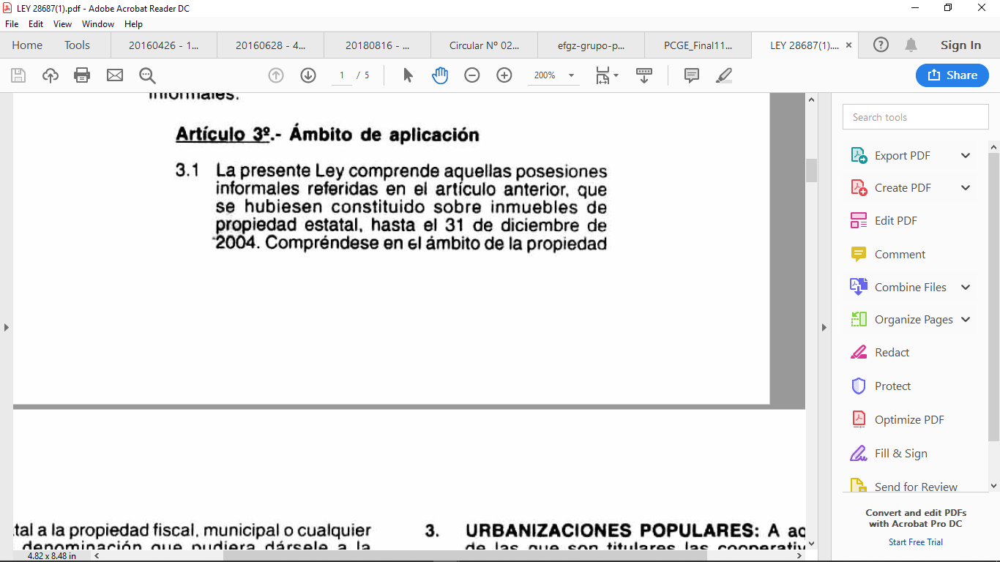 LEY 28687(1).pdf - Adobe Acrobat Reader DC
File Edit View Window Help
Home Tools 20160426 - 1... 20160628 - 4... 20180816 - ... Circular Nº 02... efgz-grupo-p... PCGE_Final11... LEY 28687(1).... × Sign In
1 / 5 200% Share
informales.
Artículo 3º.- Ámbito de aplicación
3.1 La presente Ley comprende aquellas posesiones
informales referidas en el artículo anterior, que
se hubiesen constituido sobre inmuebles de
propiedad estatal, hasta el 31 de diciembre de
2004. Compréndese en el ámbito de la propiedad
tal a la propiedad fiscal, municipal o cualquier
denominación que pudiera dársele a la
3. URBANIZACIONES POPULARES: A
de las que son titulares las
4.82 x 8.48 in
Search tools
Export PDF
Create PDF
Edit PDF
Comment
Combine Files
Organize Pages
Redact
Protect
Optimize PDF
Fill & Sign
Send for Review
Convert and edit PDFs
with Acrobat Pro DC
Start Free Trial